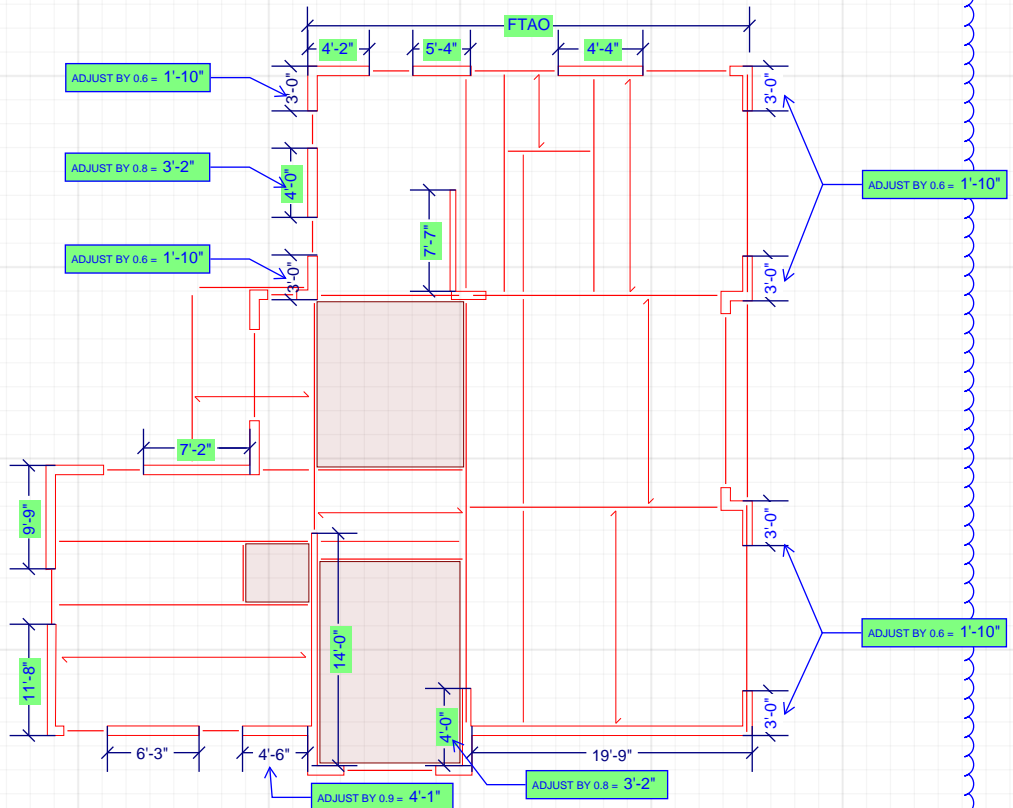 FTAO
4'-2"
5'-4"
4'-4"
ADJUST BY 0.6 = 1'-10"
3'-0"
3'-0"
ADJUST BY 0.8 = 3'-2"
4'-0"
ADJUST BY 0.6 = 1'-10"
7'-7"
ADJUST BY 0.6 = 1'-10"
3'-0"
3'-0"
7'-2"
9'-9"
3'-0"
14'-0"
ADJUST BY 0.6 = 1'-10"
11'-8"
3'-0"
4'-0"
6'-3"
4'-6"
19'-9"
ADJUST BY 0.8 = 3'-2"
ADJUST BY 0.9 = 4'-1"